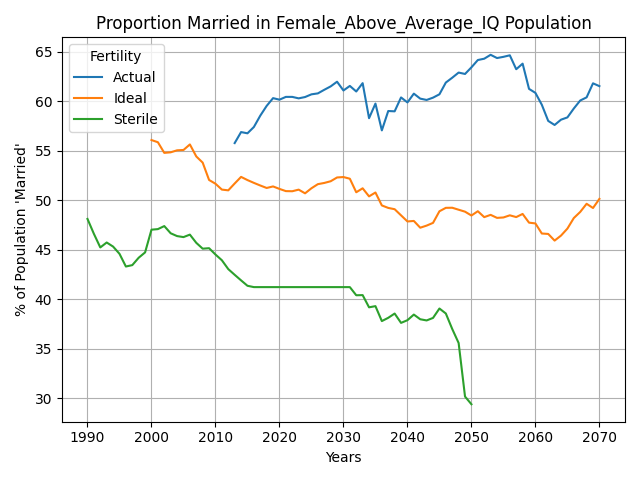 Proportion Married in Female_Above_Average_IQ Population
% of Population 'Married'
65
60
55
50
45
40
35
30
Fertility
Actual
Ideal
Sterile
1990 2000 2010 2020 2030 2040 2050 2060 2070
Years